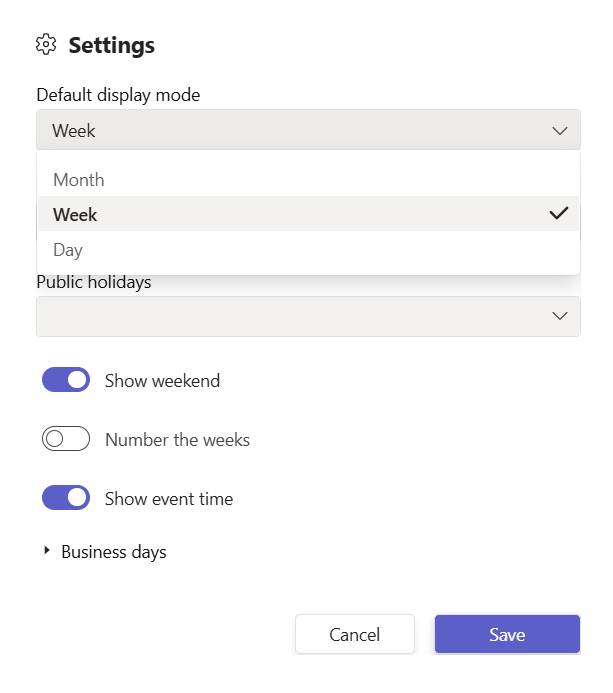 Settings
Default display mode
Week
Month
Week
Day
Public holidays
Show weekend
Number the weeks
Show event time
Business days
Cancel Save